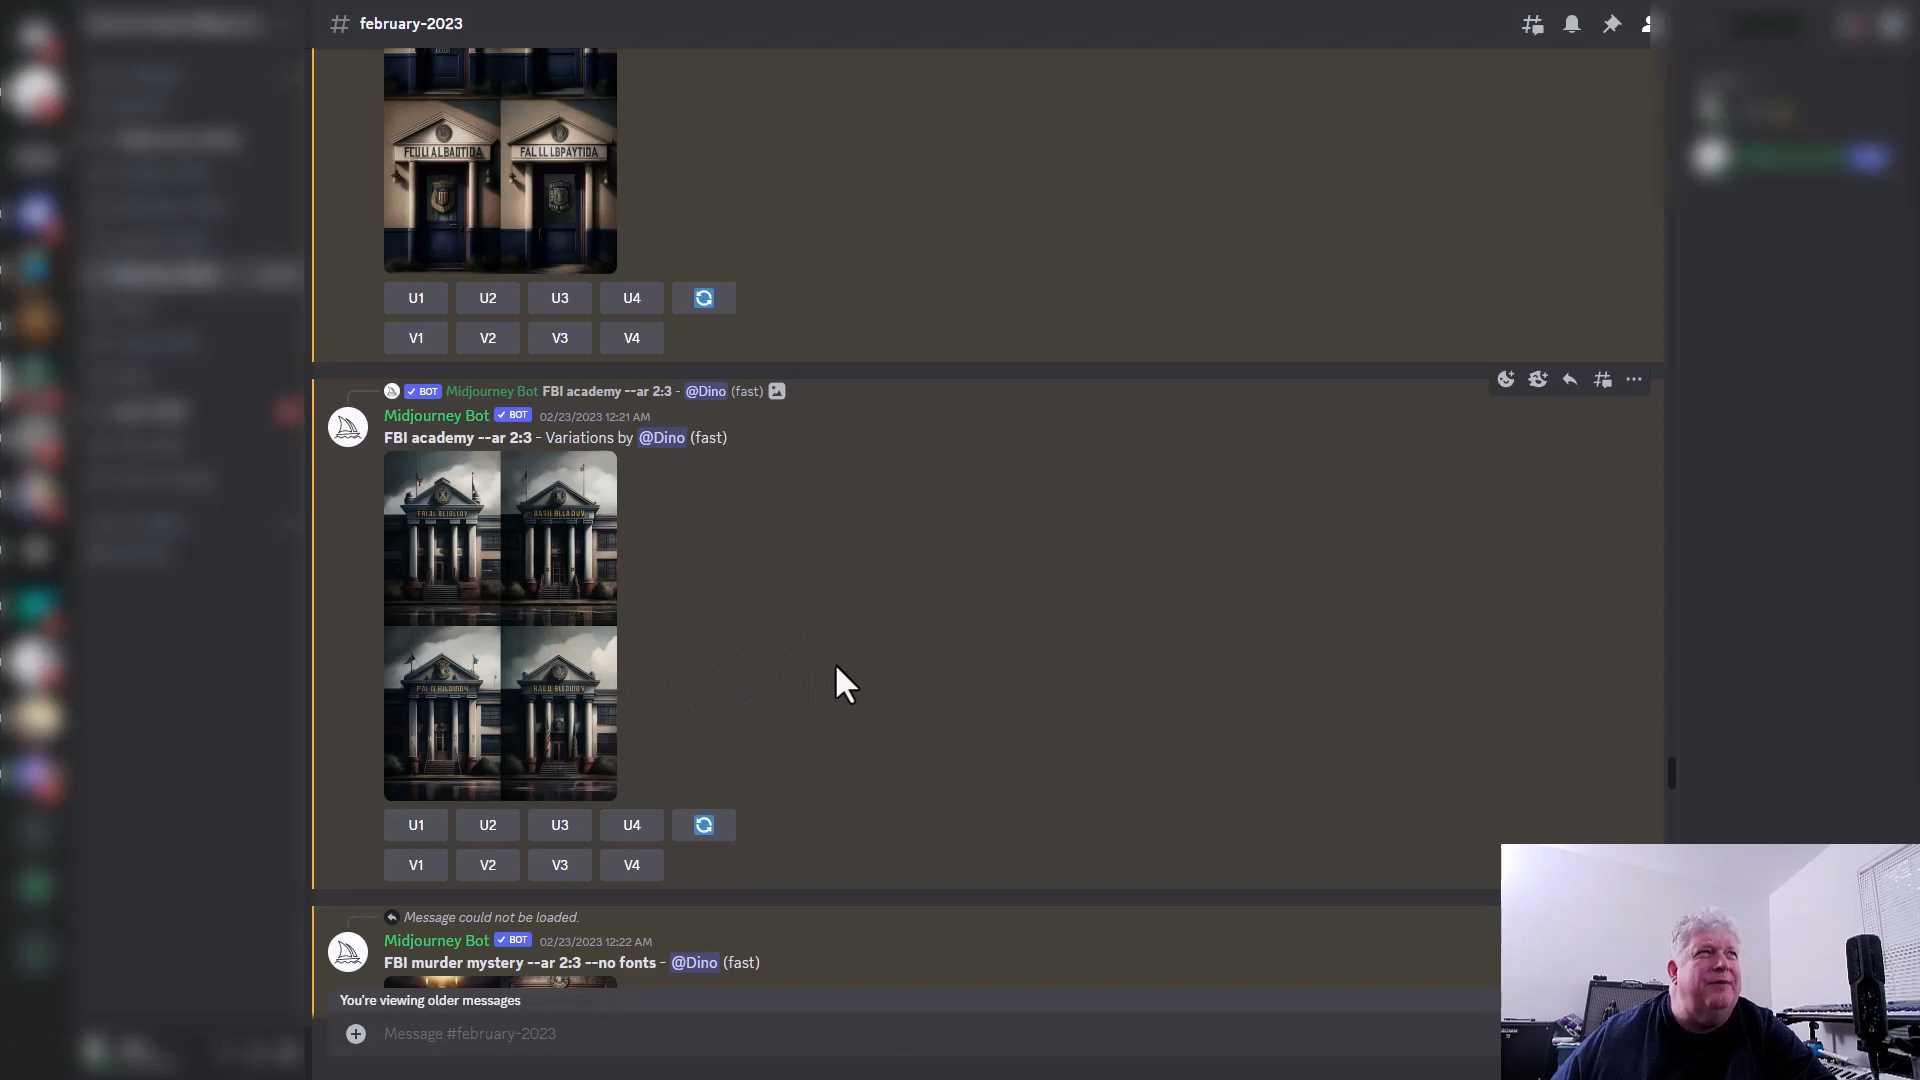 february-2023
FCULI ALBAOTIDA
FAL LL LBPAYTIDA
U1 U2 U3 U4
V1 V2 V3 V4
BOT Midjourney Bot FBI academy --ar 2:3 - @Dino (fast)
Midjourney Bot BOT 02/23/2023 12:21 AM
FBI academy --ar 2:3 - Variations by @Dino (fast)
U1 U2 U3 U4
V1 V2 V3 V4
Message could not be loaded.
Midjourney Bot BOT 02/23/2023 12:22 AM
FBI murder mystery --ar 2:3 --no fonts - @Dino (fast)
You're viewing older messages
Message #february-2023